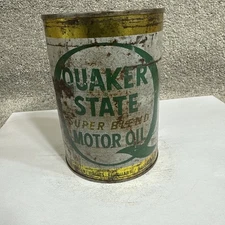 QUAKER
STATE
SUPER BLEND
MOTOR OIL